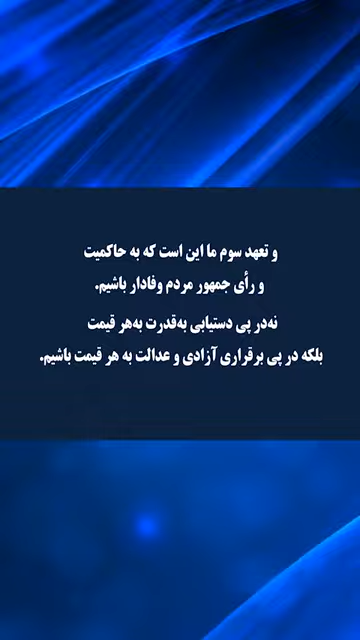 و تعهد سوم ما این است که به حاکمیت
و رأی جمهور مردم وفادار باشیم.
نه‌در پی دستیابی به‌قدرت به‌هر قیمت
بلکه در پی برقراری آزادی و عدالت به هر قیمت باشیم.